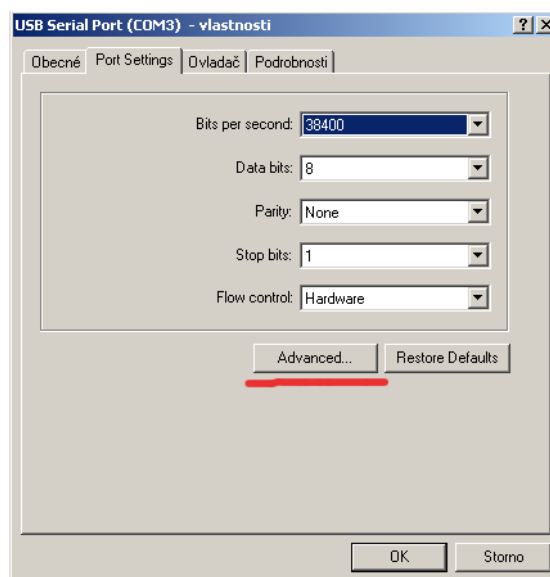 USB Serial Port (COM3) - vlastnosti
Obecné Port Settings Ovladač Podrobnosti
Bits per second: 38400
Data bits: 8
Parity: None
Stop bits: 1
Flow control: Hardware
Advanced... Restore Defaults
OK Storno